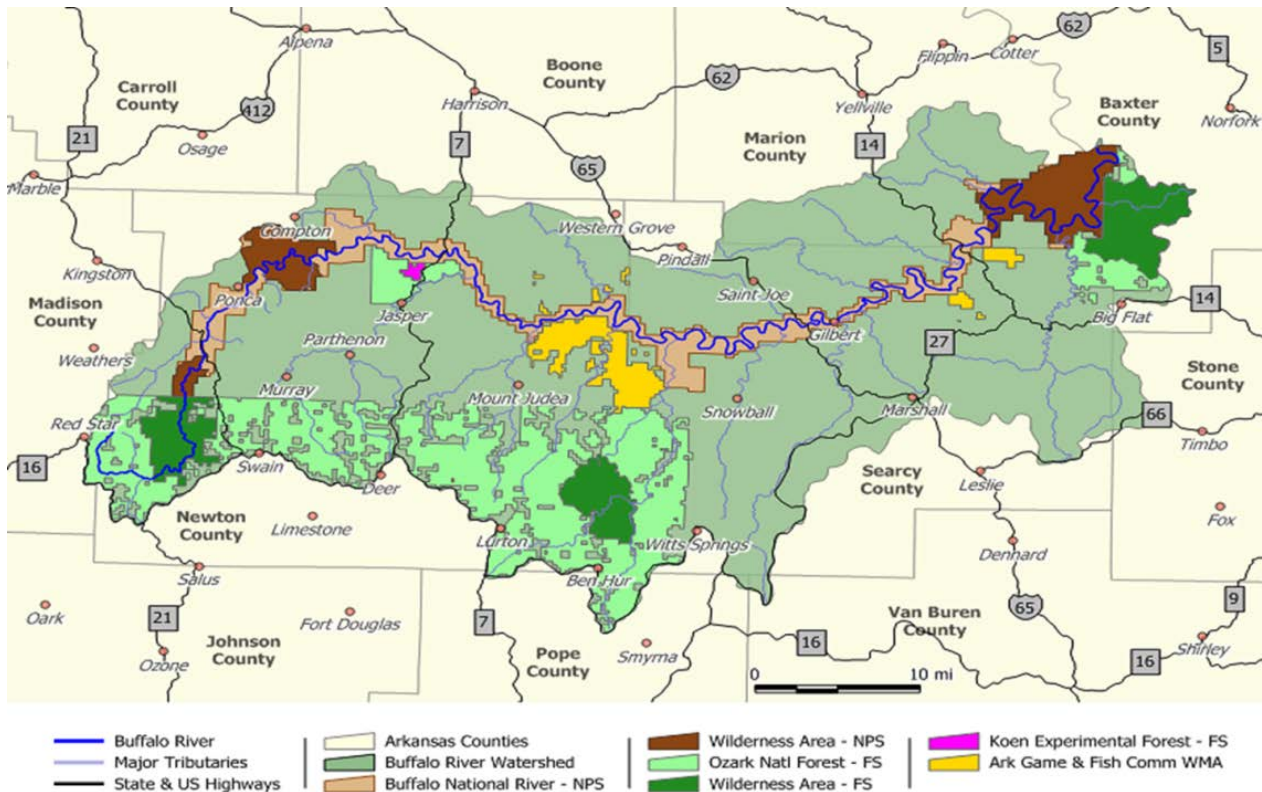 62
Alpena
Flippin
Cotter
5
Boone
County
Carroll
County
62
Harrison
Yellville
Baxter
County
412
21
Osage
7
Marion
County
14
Norfork
65
Marble
Compton
Western Grove
Pindall
Kingston
Ponca
Saint Joe
Madison
County
Jasper
Big Flat
14
Gilbert
27
Weathers
Parthenon
Murray
Mount Judea
Snowball
Stone
County
Marshall
Red Star
66
Timbo
16
Swain
Deer
Searcy
County
Leslie
Newton
County
Limestone
Lurton
Witts Springs
Fox
Dennard
Salus
Ben Hur
Oark
21
Fort Douglas
7
Van Buren
County
65
9
Johnson
County
Ozone
Pope
County
Smyrna
16
Shirley
16
0 10 mi
Buffalo River
Major Tributaries
State & US Highways
Arkansas Counties
Buffalo River Watershed
Buffalo National River - NPS
Wilderness Area - NPS
Ozark Natl Forest - FS
Wilderness Area - FS
Koen Experimental Forest - FS
Ark Game & Fish Comm WMA